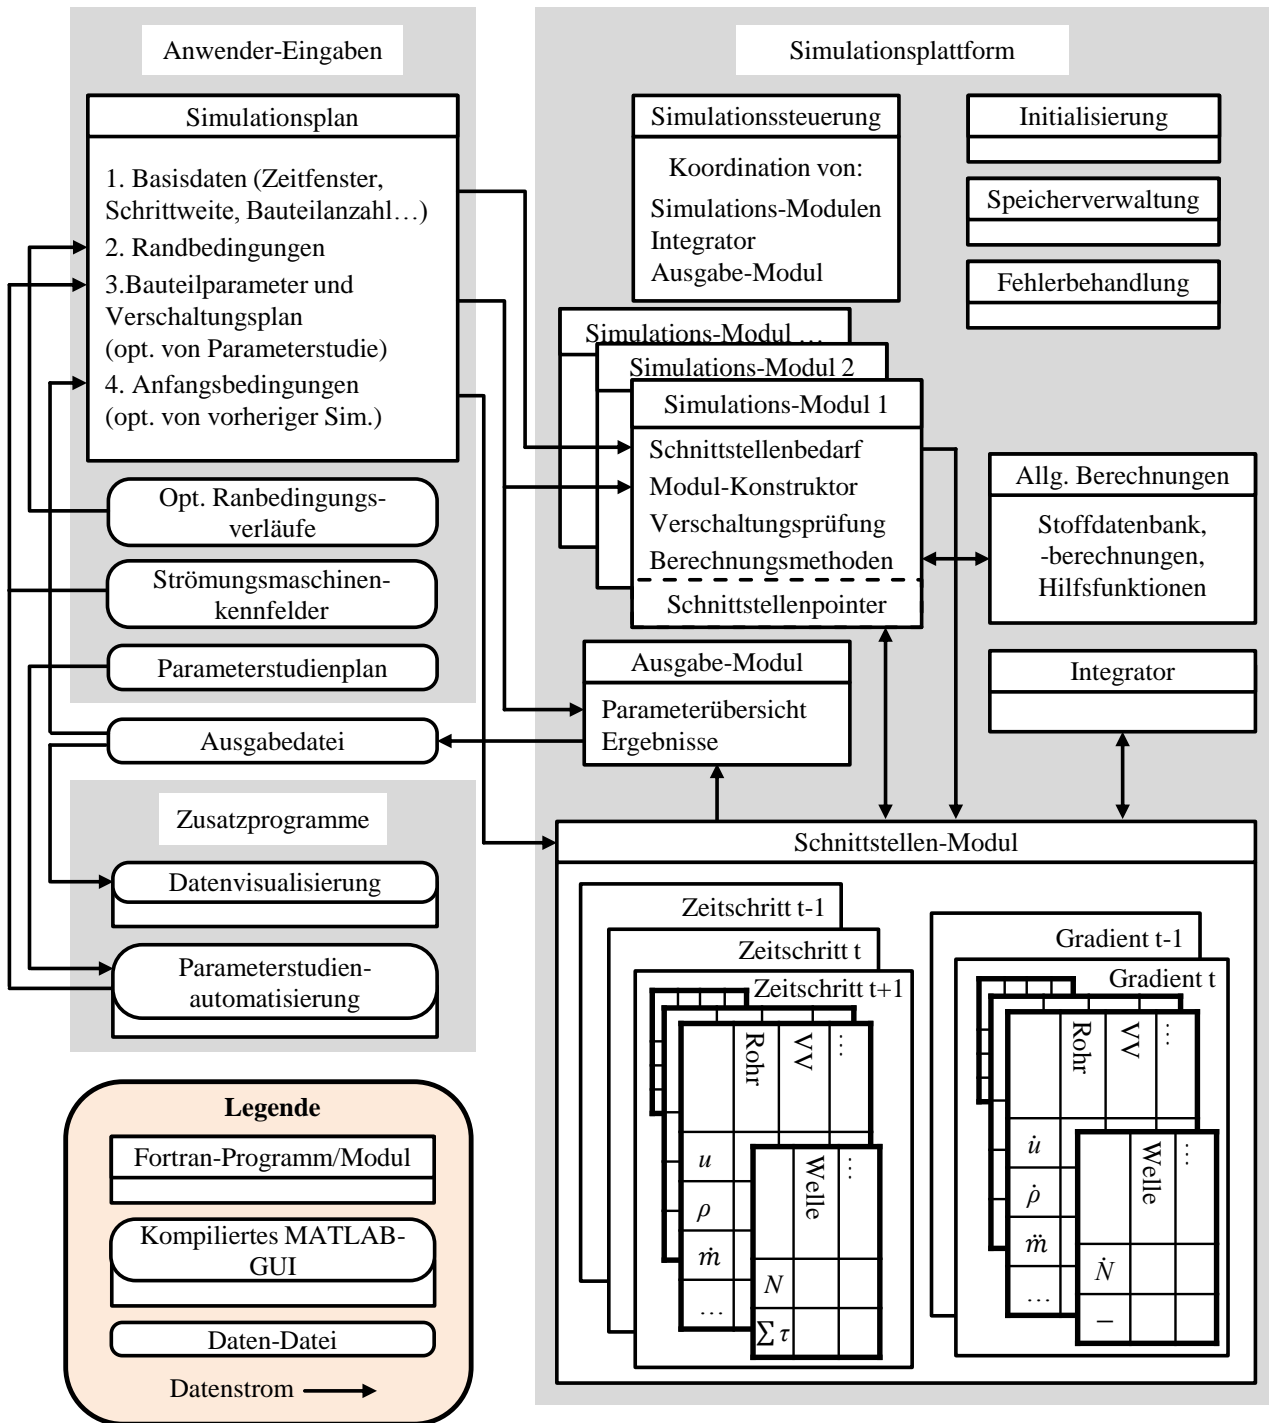 Anwender-Eingaben
Simulationsplan
1. Basisdaten (Zeitfenster,
Schrittweite, Bauteilanzahl…)
2. Randbedingungen
3.Bauteilparameter und
Verschaltungsplan
(opt. von Parameterstudie)
4. Anfangsbedingungen
(opt. von vorheriger Sim.)
Opt. Ranbedingungs-
verläufe
Strömungsmaschinen-
kennfelder
Parameterstudienplan
Ausgabedatei
Zusatzprogramme
Datenvisualisierung
Parameterstudien-
automatisierung
Legende
Fortran-Programm/Modul
Kompiliertes MATLAB-
GUI
Daten-Datei
Datenstrom
Simulationsplattform
Simulationssteuerung
Koordination von:
Simulations-Modulen
Integrator
Ausgabe-Modul
Initialisierung
Speicherverwaltung
Fehlerbehandlung
Simulations-Modul …
Simulations-Modul 2
Simulations-Modul 1
Schnittstellenbedarf
Modul-Konstruktor
Verschaltungsprüfung
Berechnungsmethoden
Schnittstellenpointer
Allg. Berechnungen
Stoffdatenbank,
-berechnungen,
Hilfsfunktionen
Ausgabe-Modul
Parameterübersicht
Ergebnisse
Integrator
Schnittstellen-Modul
Zeitschritt t-1
Zeitschritt t
Zeitschritt t+1
Rohr
VV
…
u
ρ
ṁ
…
Welle
…
N
∑ τ
Gradient t-1
Gradient t
Rohr
VV
…
u̇
ρ̇
m̈
…
Welle
…
Ṅ
–